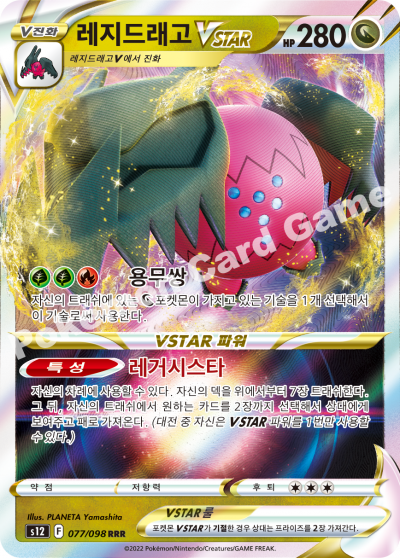 V진화
레지드래고 VSTAR
HP 280
레지드래고V에서 진화
용무쌍
자신의 트래쉬에 있는 포켓몬이 가지고 있는 기술을 1개 선택해서
이 기술로써 사용한다.
VSTAR 파워
특성 레거시스타
자신의 차례에 사용할 수 있다. 자신의 덱을 위에서부터 7장 트래쉬한다.
그 뒤, 자신의 트래쉬에서 원하는 카드를 2장까지 선택해서 상대에게
보여주고 패로 가져온다. (대전 중 자신은 VSTAR 파워를 1번만 사용할
수 있다.)
약점 저항력 후퇴
Illus. PLANETA Yamashita
s12 F 077/098 RRR
VSTAR룰
포켓몬 VSTAR가 기절한 경우 상대는 프라이즈를 2장 가져간다.
©2022 Pokémon/Nintendo/Creatures/GAME FREAK.
Pokémon Card Game